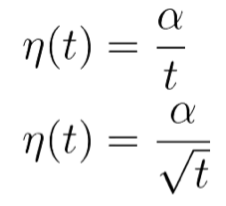 η(t) = α/t
η(t) = α/√t